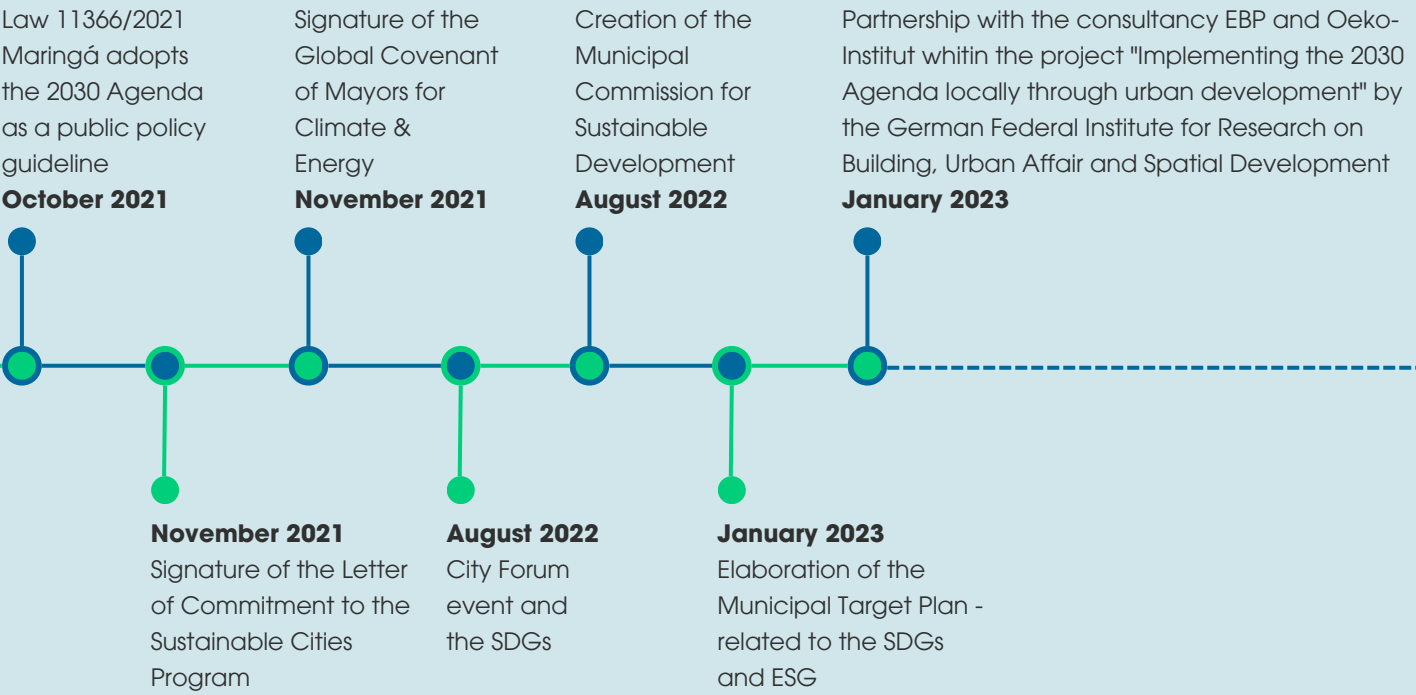 Law 11366/2021
Maringá adopts
the 2030 Agenda
as a public policy
guideline
October 2021
Signature of the
Global Covenant
of Mayors for
Climate &
Energy
November 2021
Creation of the
Municipal
Commission for
Sustainable
Development
August 2022
Partnership with the consultancy EBP and Oeko-
Institut whitin the project "Implementing the 2030
Agenda locally through urban development" by
the German Federal Institute for Research on
Building, Urban Affair and Spatial Development
January 2023
November 2021
Signature of the Letter
of Commitment to the
Sustainable Cities
Program
August 2022
City Forum
event and
the SDGs
January 2023
Elaboration of the
Municipal Target Plan -
related to the SDGs
and ESG